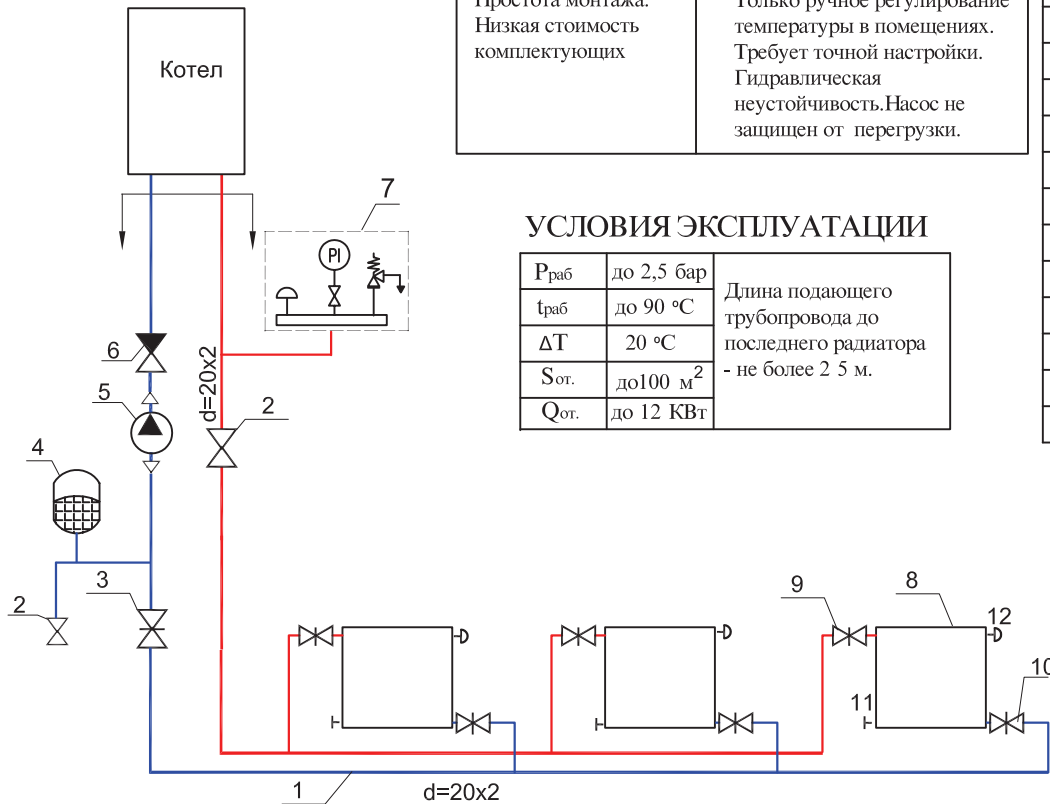 Простота монтажа.
Низкая стоимость
комплектующих
Только ручное регулирование
температуры в помещениях.
Требует точной настройки.
Гидравлическая
неустойчивость.Насос не
защищен от перегрузки.
Котел
7
PI
УСЛОВИЯ ЭКСПЛУАТАЦИИ
Pраб до 2,5 бар
tраб до 90 °C
ΔT 20 °C
Sот. до100 м²
Qот. до 12 КВт
Длина подающего
трубопровода до
последнего радиатора
- не более 2 5 м.
6
5
d=20x2
2
4
2
3
9
8
12
11
10
1
d=20x2